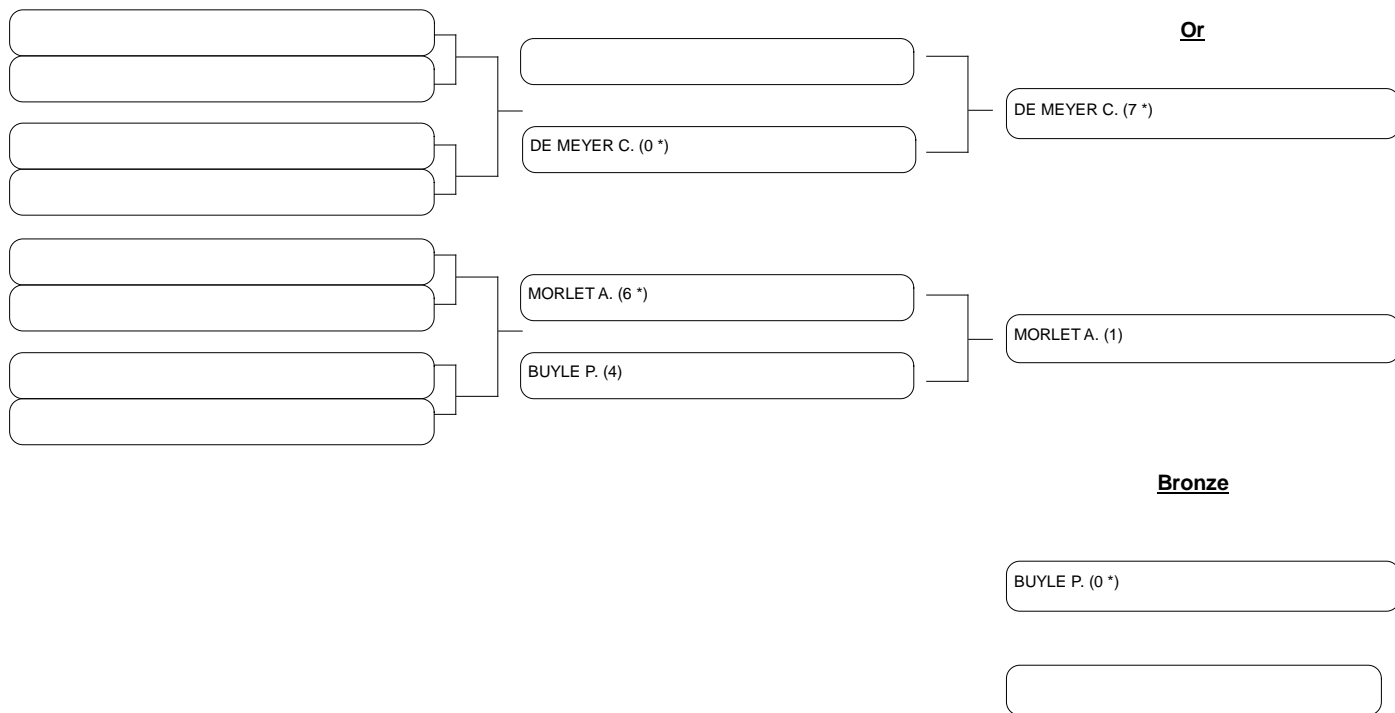 Or
DE MEYER C. (7 *)
DE MEYER C. (0 *)
MORLET A. (6 *)
MORLET A. (1)
BUYLE P. (4)
Bronze
BUYLE P. (0 *)